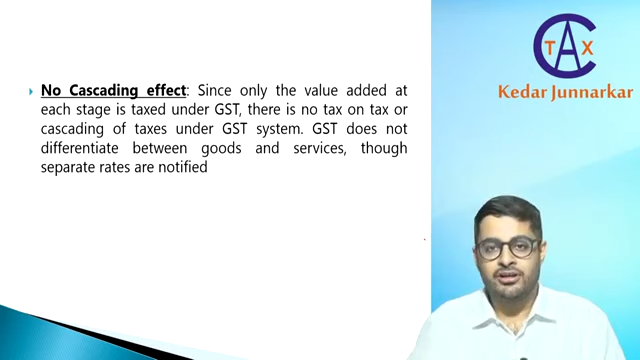 No Cascading effect: Since only the value added at
each stage is taxed under GST, there is no tax on tax or
cascading of taxes under GST system. GST does not
differentiate between goods and services, though
separate rates are notified
CA
TAX
Kedar Junnarkar